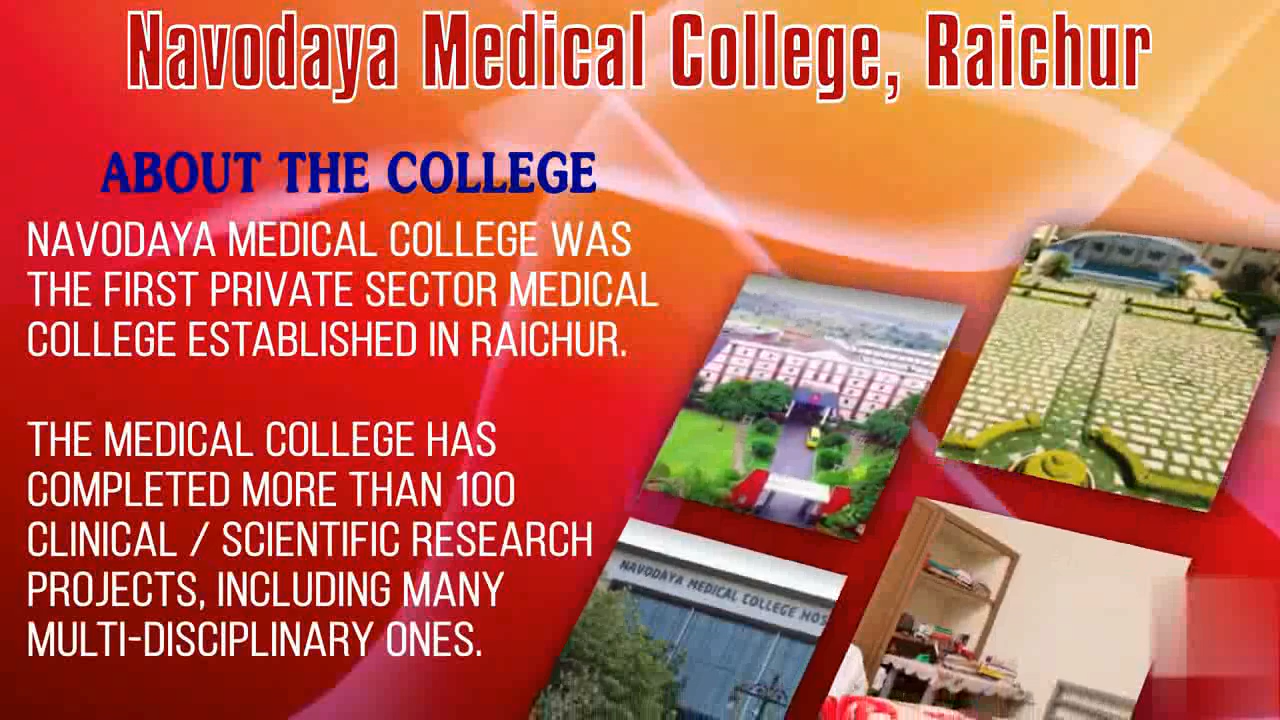 Navodaya Medical College, Raichur
ABOUT THE COLLEGE
NAVODAYA MEDICAL COLLEGE WAS
THE FIRST PRIVATE SECTOR MEDICAL
COLLEGE ESTABLISHED IN RAICHUR.
THE MEDICAL COLLEGE HAS
COMPLETED MORE THAN 100
CLINICAL / SCIENTIFIC RESEARCH
PROJECTS, INCLUDING MANY
MULTI-DISCIPLINARY ONES.
NAVODAYA MEDICAL COLLEGE HOS